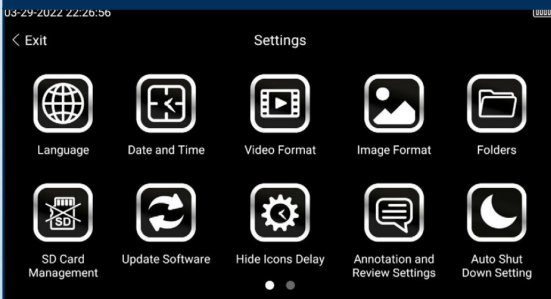 03-29-2022 22:26:56
< Exit
Settings
Language
Date and Time
Video Format
Image Format
Folders
SD
SD Card
Management
Update Software
Hide Icons Delay
Annotation and
Review Settings
Auto Shut
Down Setting